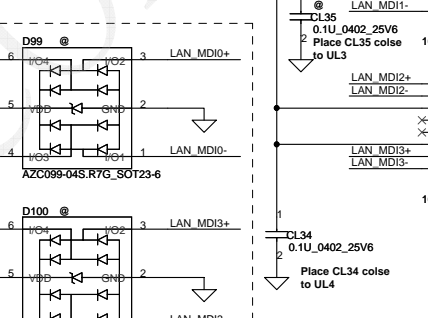 @
LAN_MDI1-
CL35
0.1U_0402_25V6
Place CL35 colse
to UL3
2
D99 @
6 I/O4 I/O2 3 LAN_MDI0+
5 VDD GND 2
4 I/O3 I/O1 1 LAN_MDI0-
AZC099-04S.R7G_SOT23-6
LAN_MDI2+
LAN_MDI2-
LAN_MDI3+
LAN_MDI3-
D100 @
6 I/O4 I/O2 3 LAN_MDI3+
5 VDD GND 2
1
CL34
0.1U_0402_25V6
2
Place CL34 colse
to UL4